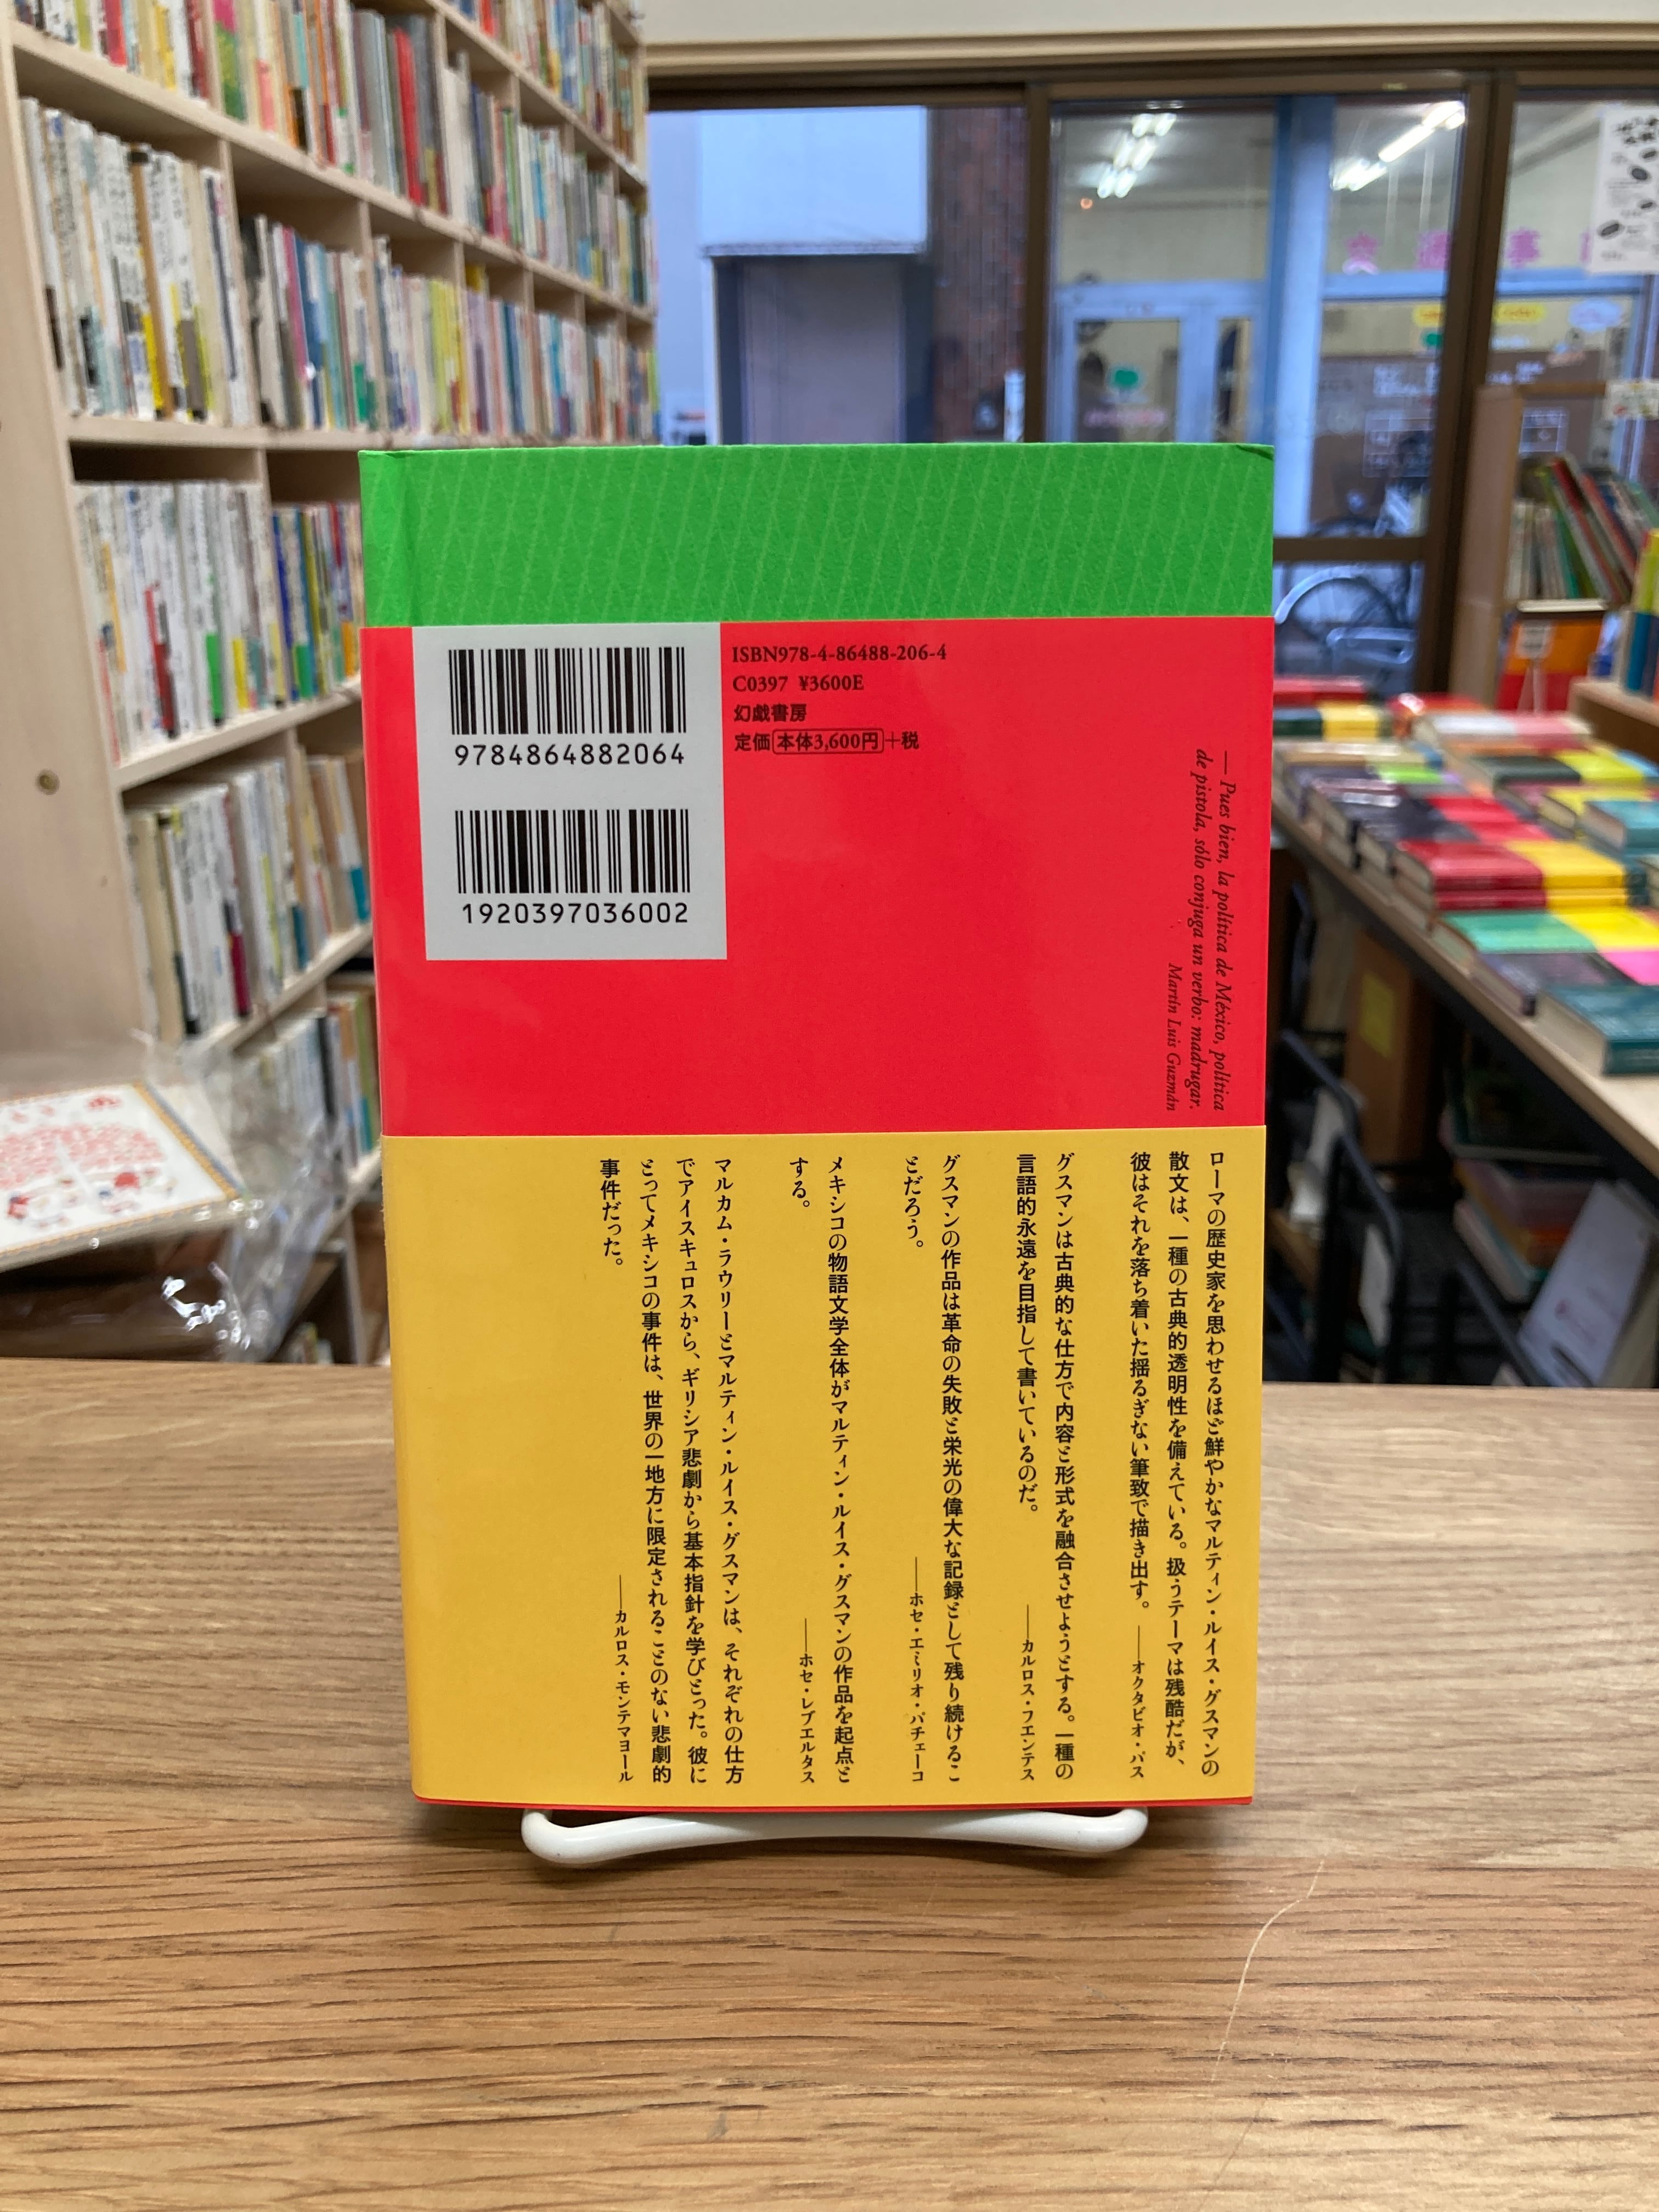 ISBN978-4-86488-206-4
C0397 ¥3600E
幻戯書房
定価 本体3,600円+税
9784864882064
1920397036002
— Pues bien, la política de México, política
de pistola, sólo conjuga un verbo: madrugar.
Martín Luis Guzmán
ローマの歴史家を思わせるほど鮮やかなマルティン・ルイス・グスマンの
散文は、一種の古典的透明性を備えている。扱うテーマは残酷だが、
彼はそれを落ち着いた揺るぎない筆致で描き出す。 ——オクタビオ・パス
グスマンは古典的な仕方で内容と形式を融合させようとする。一種の
言語的永遠を目指して書いているのだ。 ——カルロス・フエンテス
グスマンの作品は革命の失敗と栄光の偉大な記録として残り続けるこ
とだろう。 ——ホセ・エミリオ・パチェーコ
メキシコの物語文学全体がマルティン・ルイス・グスマンの作品を起点と
する。 ——ホセ・レブエルタス
マルカム・ラウリーとマルティン・ルイス・グスマンは、それぞれの仕方
でアイスキュロスから、ギリシア悲劇から基本指針を学びとった。彼に
とってメキシコの事件は、世界の一地方に限定されることのない悲劇的
事件だった。 ——カルロス・モンテマヨール